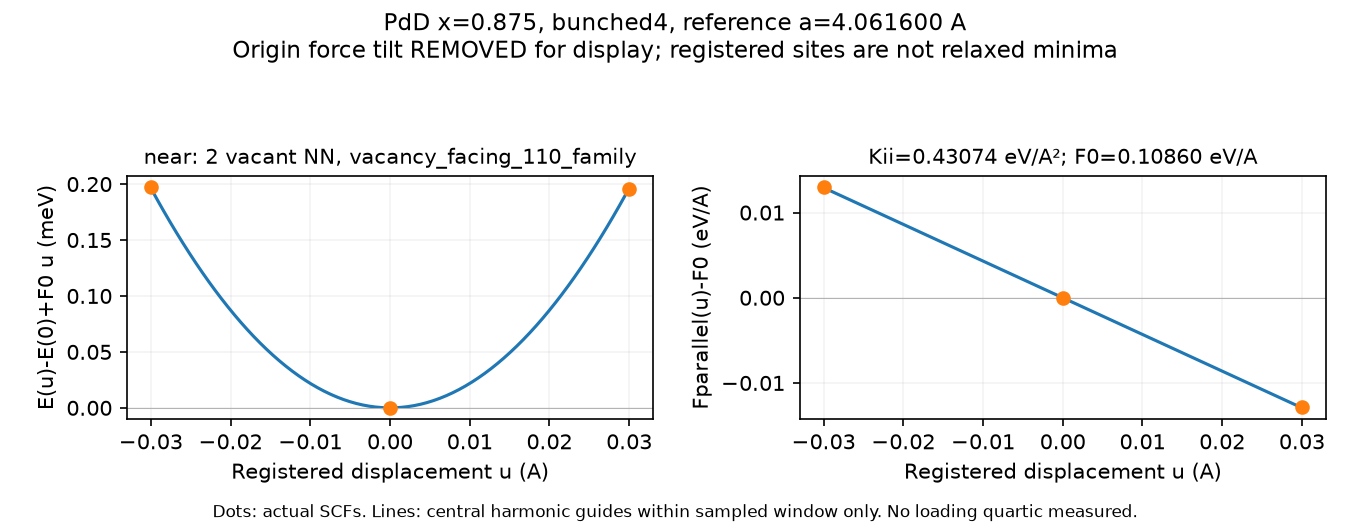 PdD x=0.875, bunched4, reference a=4.061600 A
Origin force tilt REMOVED for display; registered sites are not relaxed minima
near: 2 vacant NN, vacancy_facing_110_family
E(u)-E(0)+F0 u (meV)
0.20
0.15
0.10
0.05
0.00
−0.03 −0.02 −0.01 0.00 0.01 0.02 0.03
Registered displacement u (A)
Kii=0.43074 eV/A²; F0=0.10860 eV/A
Fparallel(u)-F0 (eV/A)
0.01
0.00
−0.01
−0.03 −0.02 −0.01 0.00 0.01 0.02 0.03
Registered displacement u (A)
Dots: actual SCFs. Lines: central harmonic guides within sampled window only. No loading quartic measured.